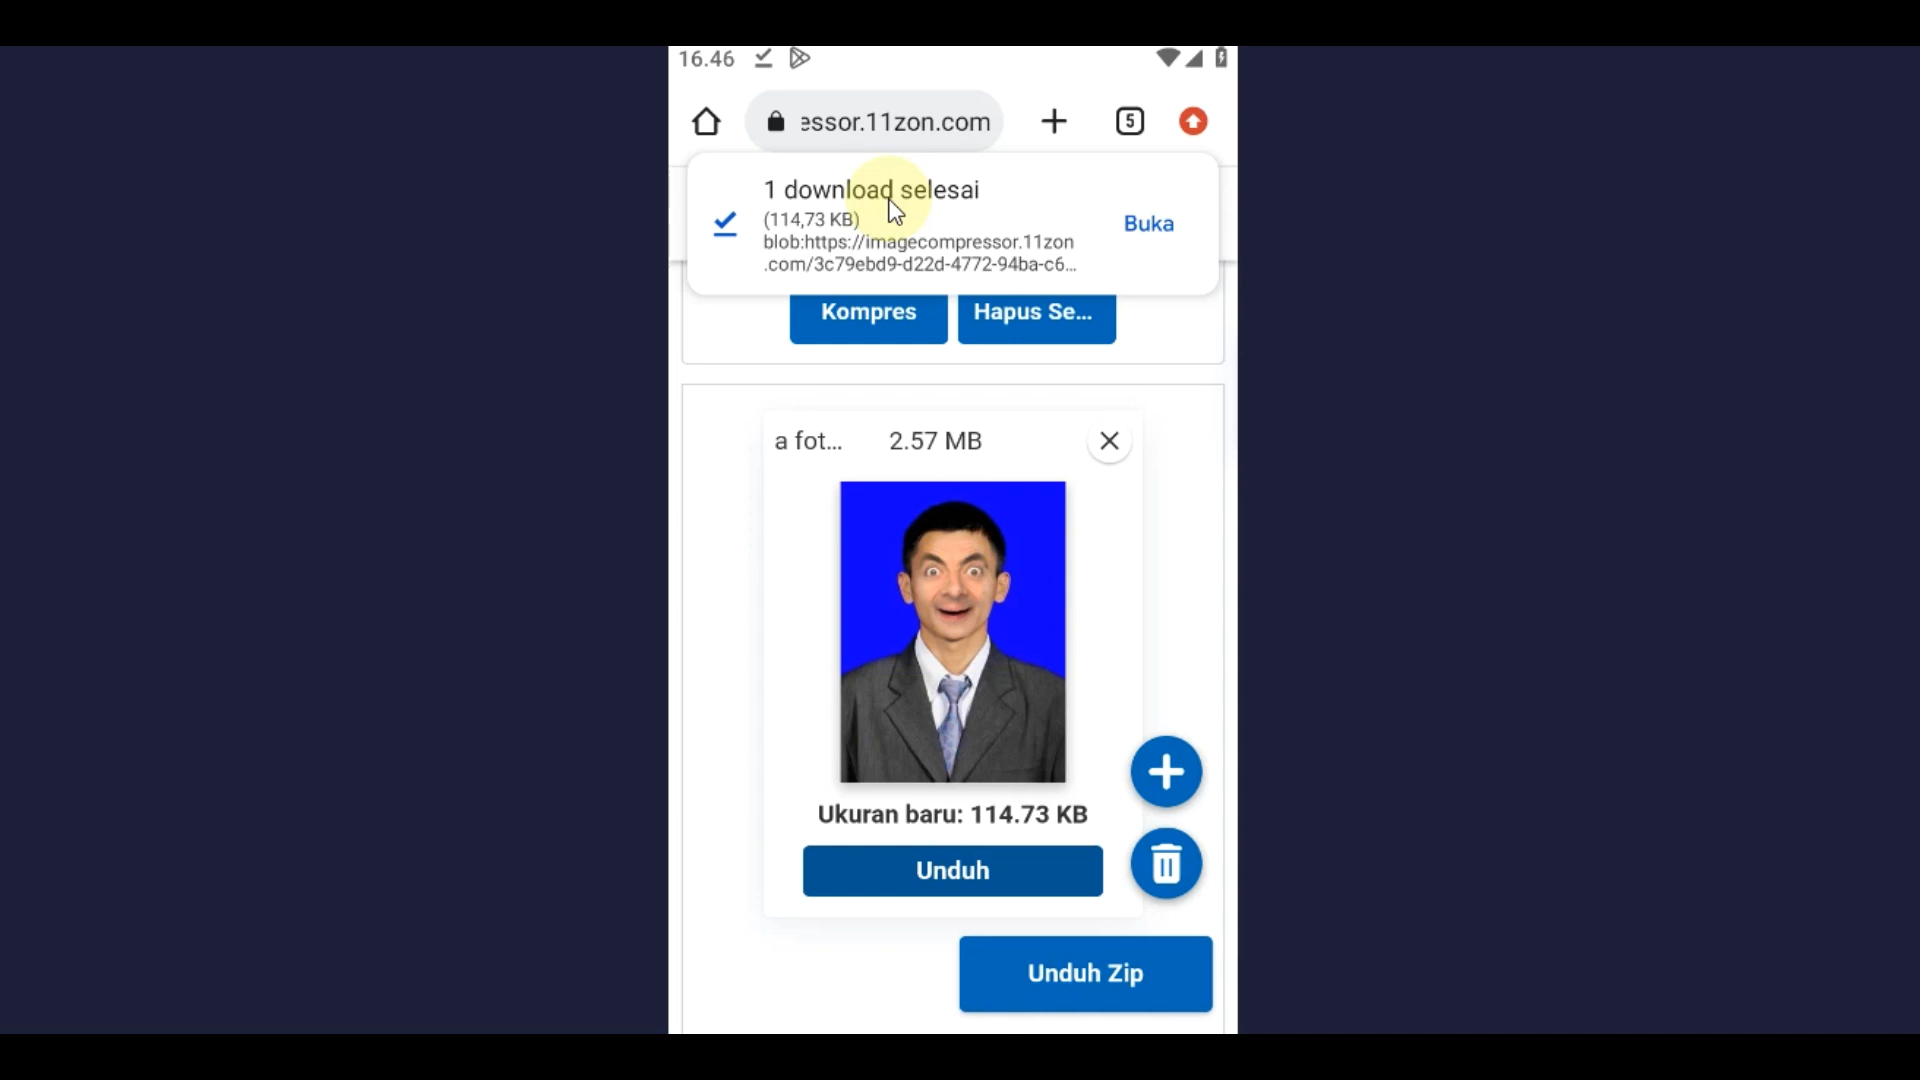 16.46
essor.11zon.com
5
1 download selesai
(114,73 KB)
blob:https://imagecompressor.11zon
.com/3c79ebd9-d22d-4772-94ba-c6...
Buka
Kompres
Hapus Se...
a fot...
2.57 MB
Ukuran baru: 114.73 KB
Unduh
Unduh Zip